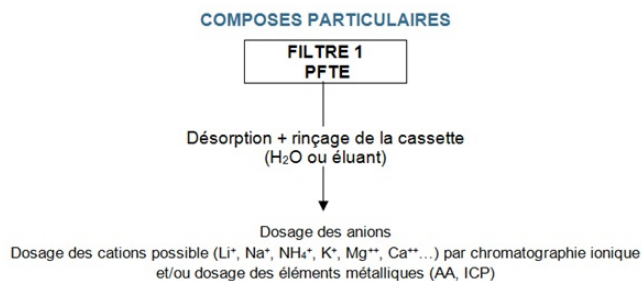 COMPOSES PARTICULAIRES
FILTRE 1
PFTE
Désorption + rinçage de la cassette
(H₂O ou éluant)
Dosage des anions
Dosage des cations possible (Li⁺, Na⁺, NH₄⁺, K⁺, Mg⁺⁺, Ca⁺⁺...) par chromatographie ionique
et/ou dosage des éléments métalliques (AA, ICP)